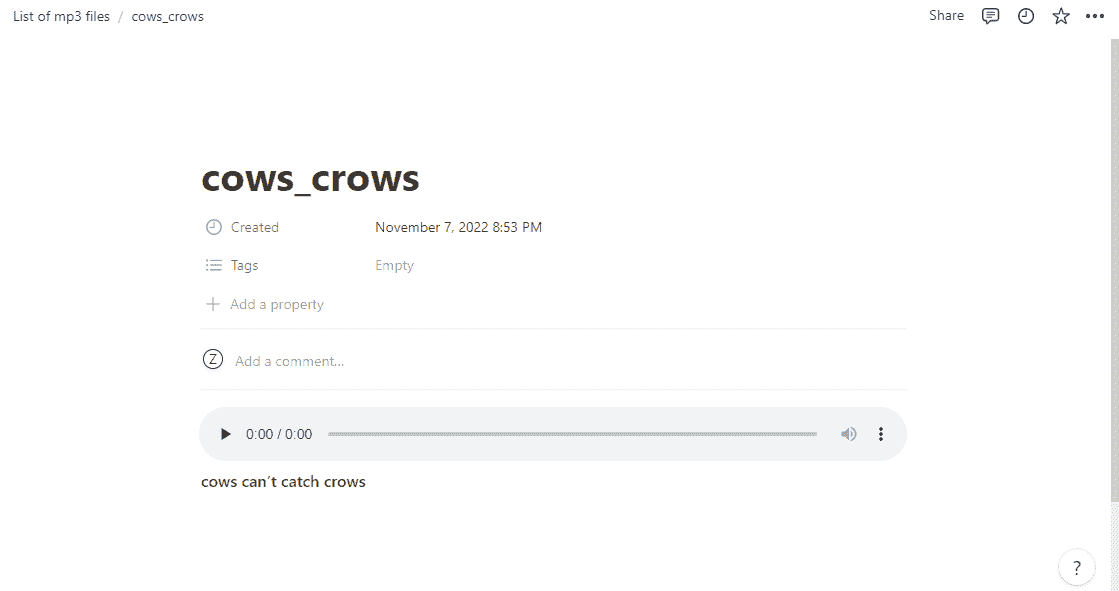 List of mp3 files / cows_crows
Share
cows_crows
Created November 7, 2022 8:53 PM
Tags Empty
Add a property
Z Add a comment...
0:00 / 0:00
cows can't catch crows
?